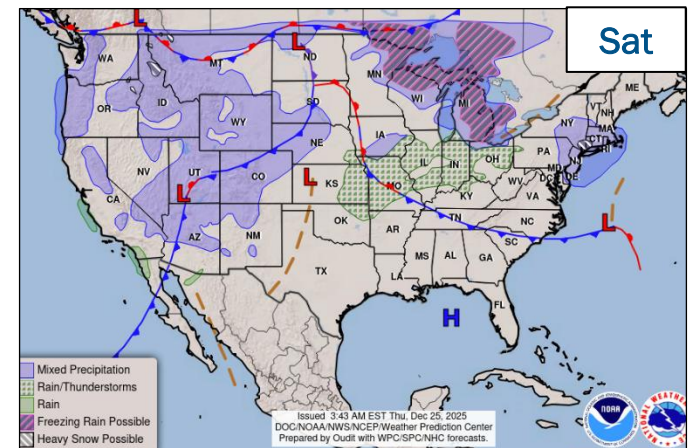 Sat
L
L
WA
MT
ND
MN
ME
OR
ID
WI
MI
VT
NH
WY
SD
NY
MA
CT
RI
IA
NE
PA
NJ
NV
UT
IL
IN
OH
MD
DE
DC
CO
L
L
KS
MO
WV
VA
CA
KY
L
OK
TN
NC
AZ
NM
AR
SC
MS
AL
GA
TX
LA
FL
H
Mixed Precipitation
Rain/Thunderstorms
Rain
Freezing Rain Possible
Heavy Snow Possible
Issued 3:43 AM EST Thu, Dec 25, 2025
DOC/NOAA/NWS/NCEP/Weather Prediction Center
Prepared by Oudit with WPC/SPC/NHC forecasts.
NOAA